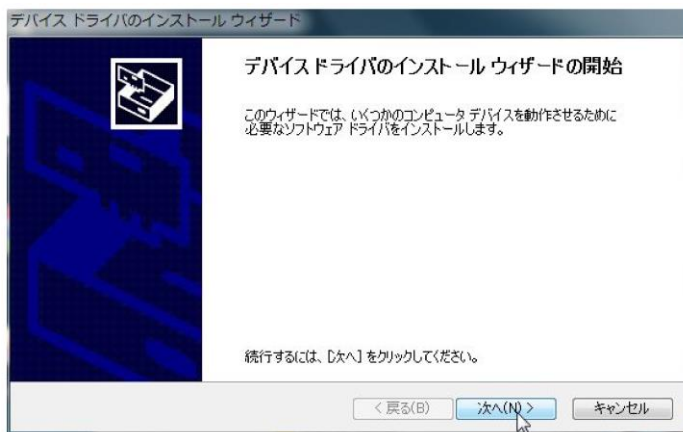 デバイス ドライバのインストール ウィザード
デバイス ドライバのインストール ウィザードの開始
このウィザードでは、いくつかのコンピュータ デバイスを動作させるために
必要なソフトウェア ドライバをインストールします。
続行するには、[次へ] をクリックしてください。
< 戻る(B)
次へ(N) >
キャンセル